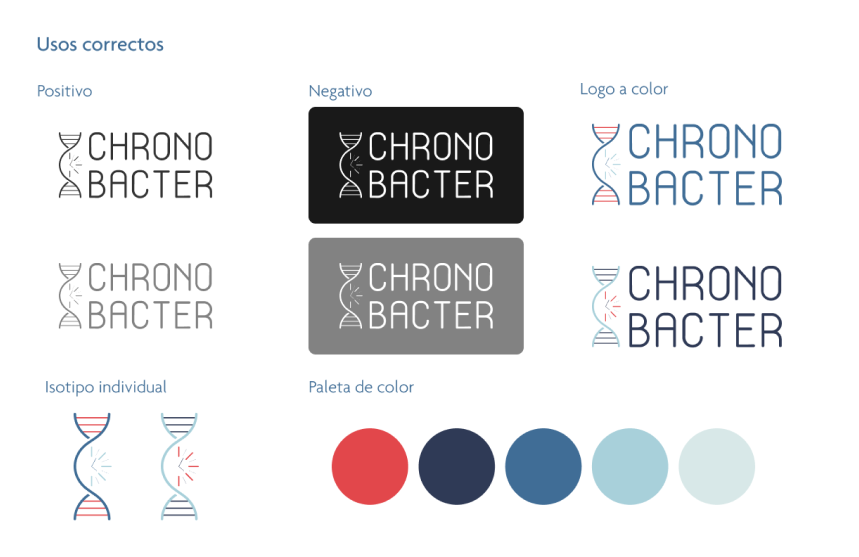 Usos correctos
Positivo
Negativo
Logo a color
CHRONO
BACTER
CHRONO
BACTER
CHRONO
BACTER
CHRONO
BACTER
CHRONO
BACTER
CHRONO
BACTER
Isotipo individual
Paleta de color